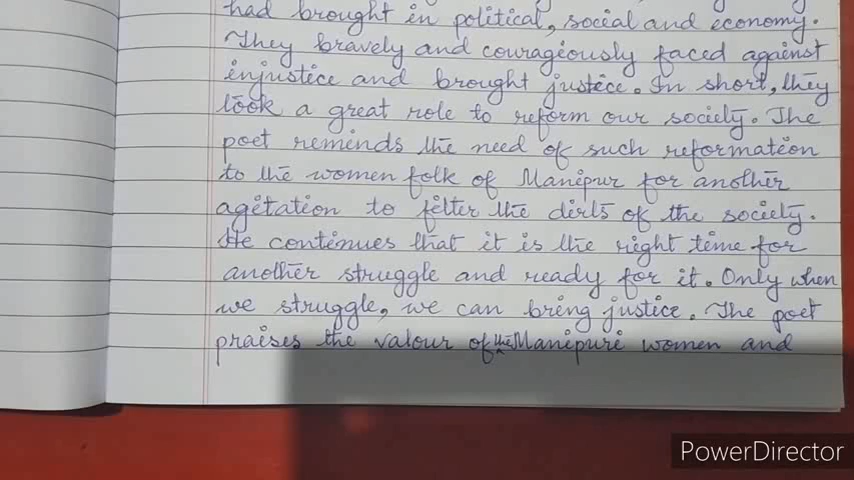 had brought in political, social and economy.
They bravely and courageously faced against
injustice and brought justice. In short, they
took a great role to reform our society. The
poet reminds the need of such reformation
to the women folk of Manipur for another
agitation to filter the dirts of the society.
He continues that it is the right time for
another struggle and ready for it. Only when
we struggle, we can bring justice. The poet
praises the valour of the Manipuri women and
PowerDirector